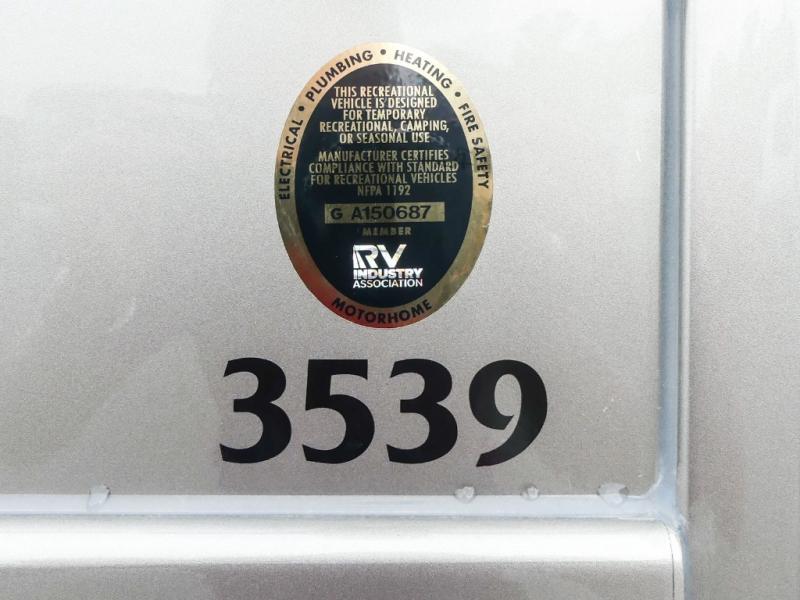 ELECTRICAL • PLUMBING • HEATING • FIRE SAFETY
THIS RECREATIONAL
VEHICLE IS DESIGNED
FOR TEMPORARY
RECREATIONAL, CAMPING,
OR SEASONAL USE
MANUFACTURER CERTIFIES
COMPLIANCE WITH STANDARD
FOR RECREATIONAL VEHICLES
NFPA 1192
G A150687
MEMBER
RV
INDUSTRY
ASSOCIATION
MOTORHOME
3539